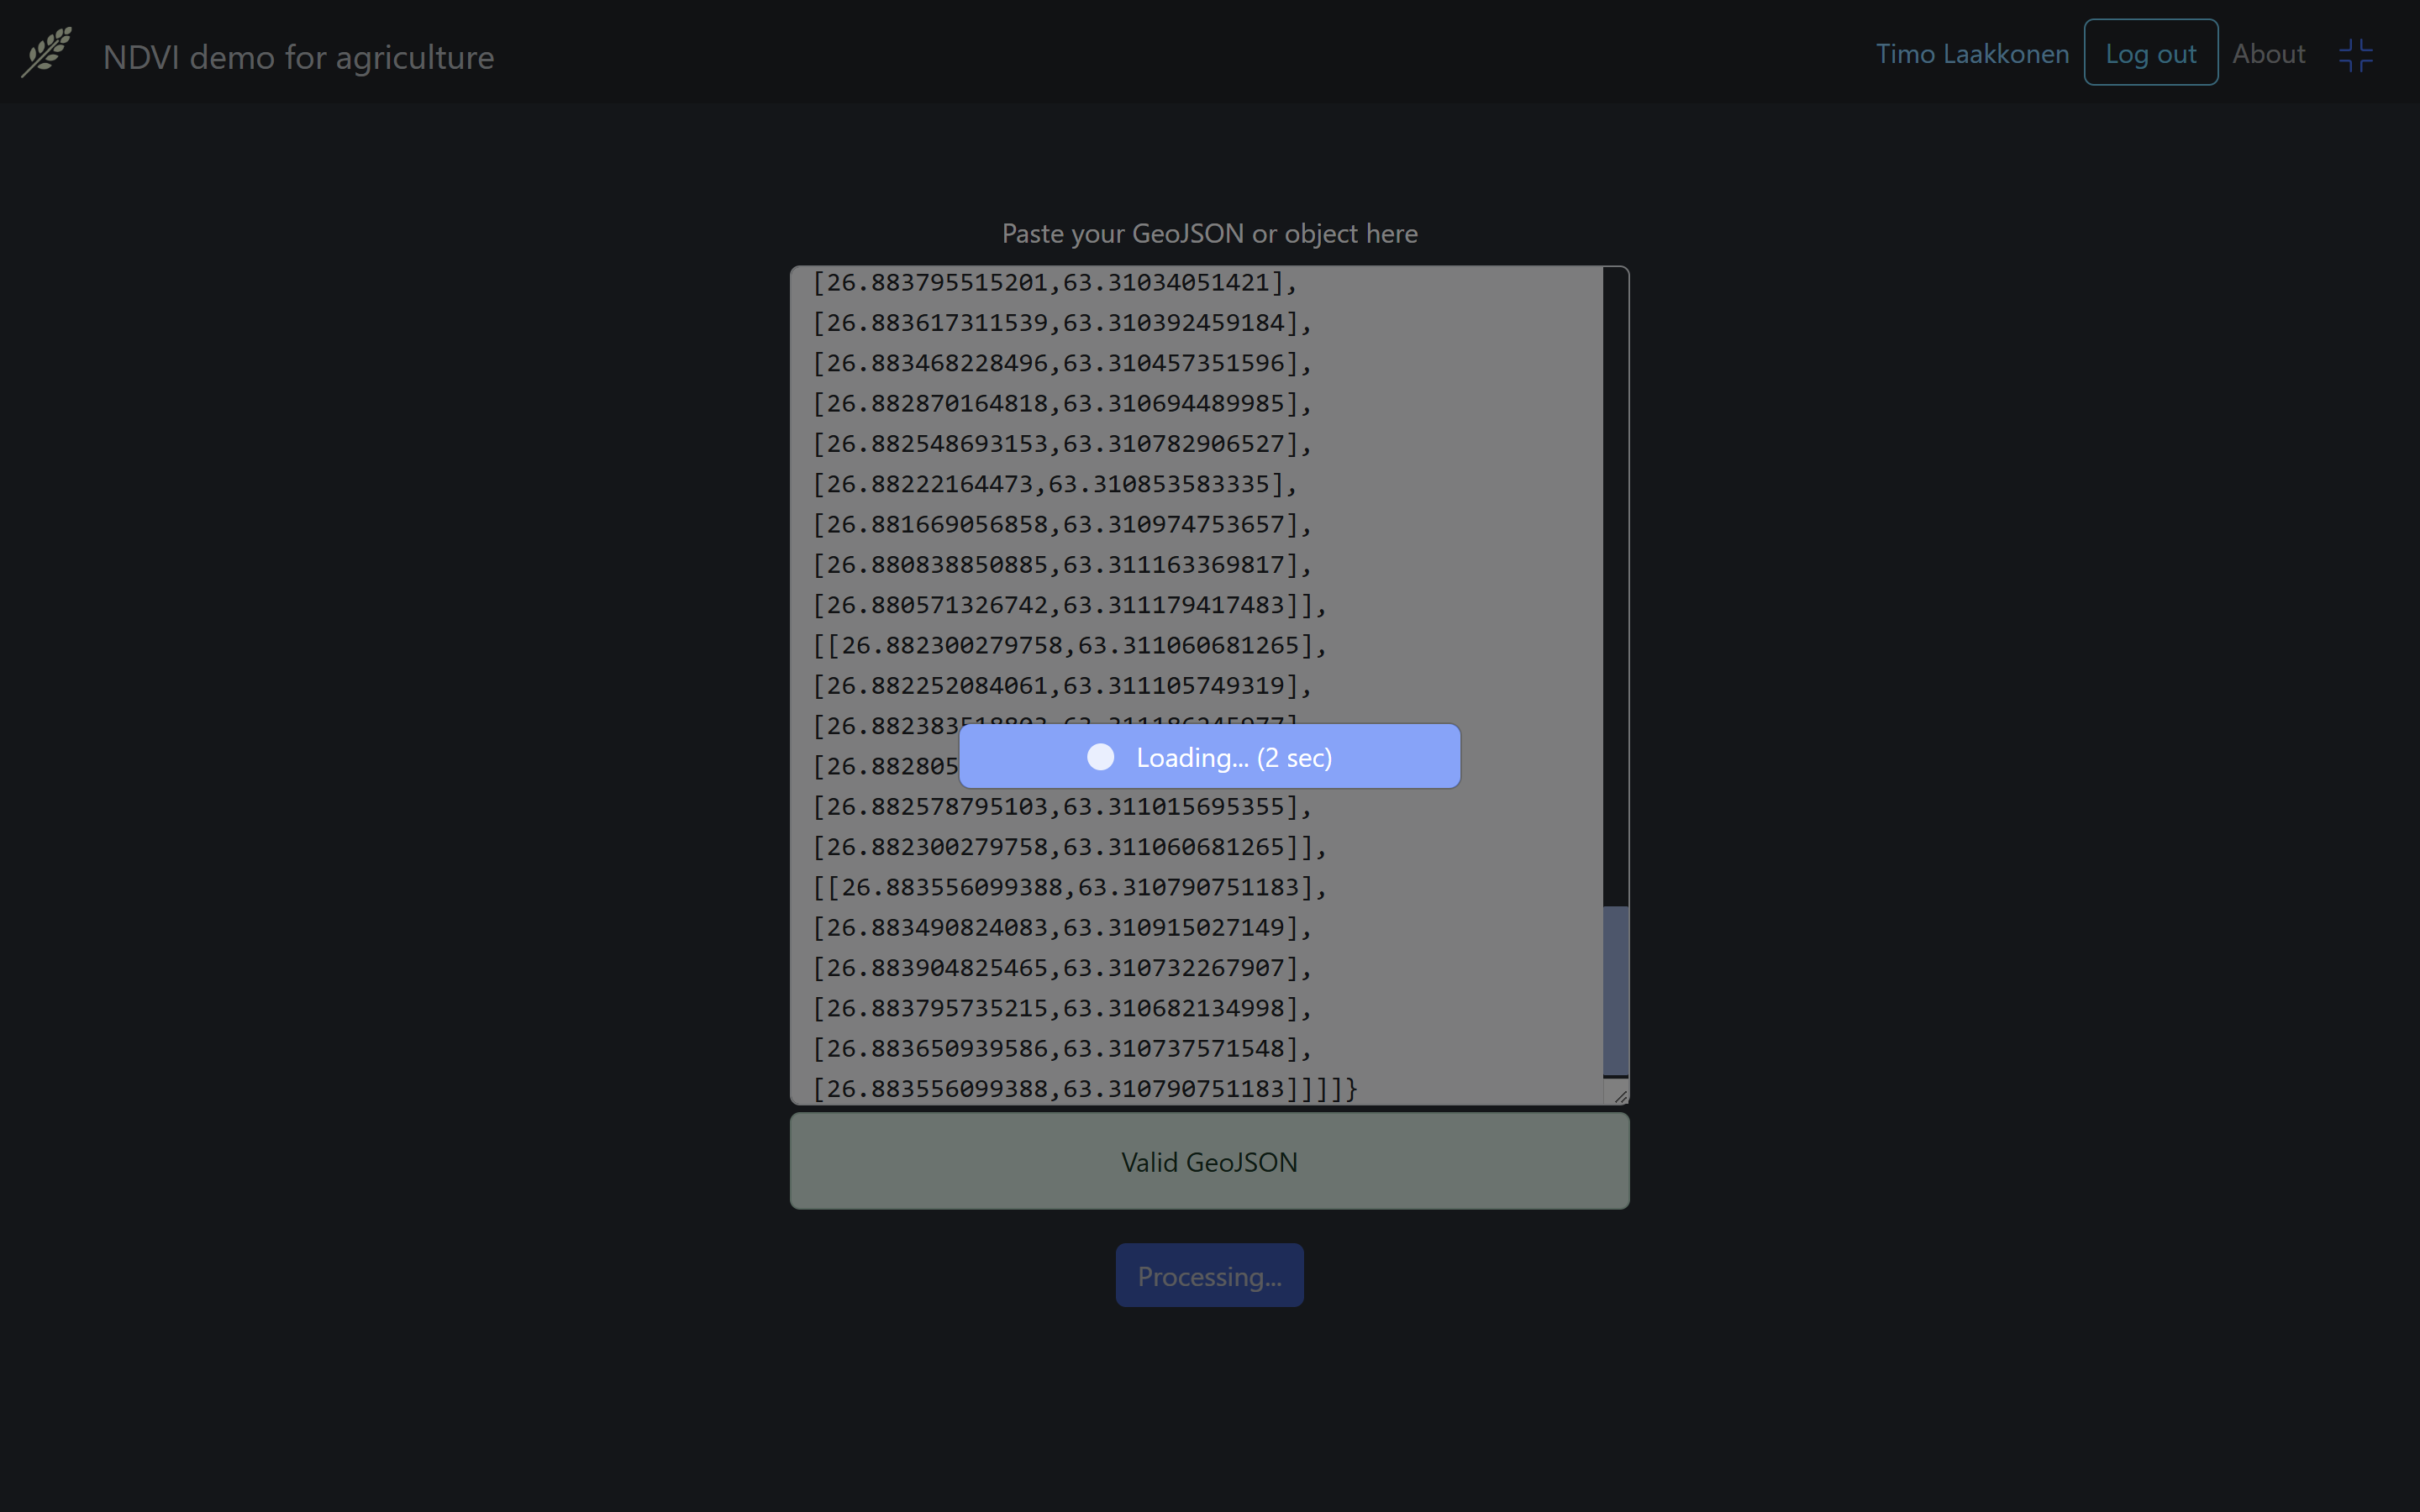 NDVI demo for agriculture
Timo Laakkonen
Log out
About
Paste your GeoJSON or object here
[26.883795515201,63.31034051421],
[26.883617311539,63.310392459184],
[26.883468228496,63.310457351596],
[26.882870164818,63.310694489985],
[26.882548693153,63.310782906527],
[26.88222164473,63.310853583335],
[26.881669056858,63.310974753657],
[26.880838850885,63.311163369817],
[26.880571326742,63.311179417483]],
[[26.882300279758,63.311060681265],
[26.882252084061,63.311105749319],
[26.882383
[26.882805
Loading... (2 sec)
[26.882578795103,63.311015695355],
[26.882300279758,63.311060681265]],
[[26.883556099388,63.310790751183],
[26.883490824083,63.310915027149],
[26.883904825465,63.310732267907],
[26.883795735215,63.310682134998],
[26.883650939586,63.310737571548],
[26.883556099388,63.310790751183]]]]}
Valid GeoJSON
Processing...